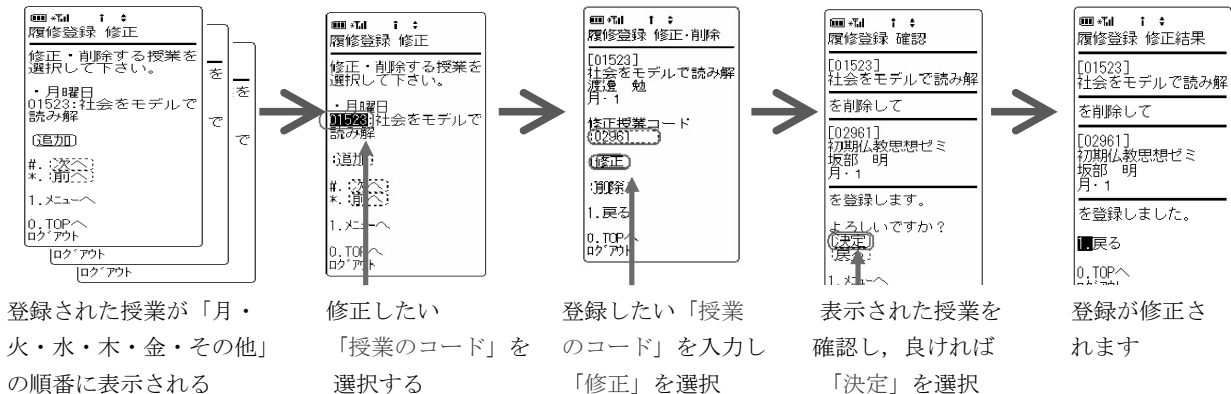 履修登録 修正
修正・削除する授業を
選択して下さい。
・月曜日
01523:社会をモデルで
読み解
追加
#. 次へ
*. 前へ
1. メニューへ
0. TOPへ
ログアウト
を
で
ログアウト
を
で
ログアウト
履修登録 修正
修正・削除する授業を
選択して下さい。
・月曜日
01523:社会をモデルで
読み解
追加
#. 次へ
*. 前へ
1. メニューへ
0. TOPへ
ログアウト
履修登録 修正・削除
[01523]
社会をモデルで読み解
渡邉 勉
月・1
修正授業コード
02961
修正
削除
1. 戻る
0. TOPへ
ログアウト
履修登録 確認
[01523]
社会をモデルで読み解
を削除して
[02961]
初期仏教思想ゼミ
坂部 明
月・1
を登録します。
よろしいですか？
決定
戻る
1. メニューへ
履修登録 修正結果
[01523]
社会をモデルで読み解
を削除して
[02961]
初期仏教思想ゼミ
坂部 明
月・1
を登録しました。
1. 戻る
0. TOPへ
登録された授業が「月・
火・水・木・金・その他」
の順番に表示される
修正したい
「授業のコード」を
選択する
登録したい「授業
のコード」を入力し
「修正」を選択
表示された授業を
確認し，良ければ
「決定」を選択
登録が修正さ
れます